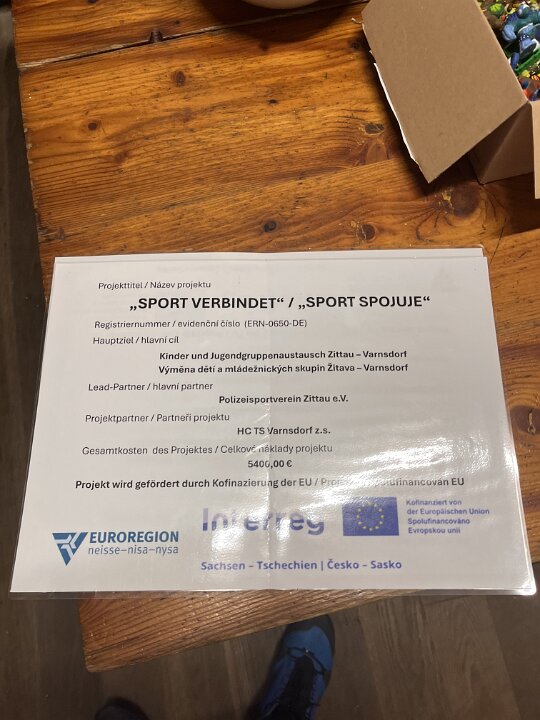 Projekttitel / Název projektu
„SPORT VERBINDET“ / „SPORT SPOJUJE“
Registriernummer / evidenční číslo (ERN-0650-DE)
Hauptziel / hlavní cíl
Kinder und Jugendgruppenaustausch Zittau – Varnsdorf
Výměna dětí a mládežnických skupin Žitava – Varnsdorf
Lead-Partner / hlavní partner
Polizeisportverein Zittau e.V.
Projektpartner / Partneři projektu
HC TS Varnsdorf z.s.
Gesamtkosten des Projektes / Celkové náklady projektu
5400,00 €
Projekt wird gefördert durch Kofinazierung der EU / spolufinancován EU
Interreg
Kofinanziert von
der Europäischen Union
Spolufinancováno
Evropskou unií
EUROREGION
neisse–nisa–nysa
Sachsen – Tschechien | Česko – Sasko